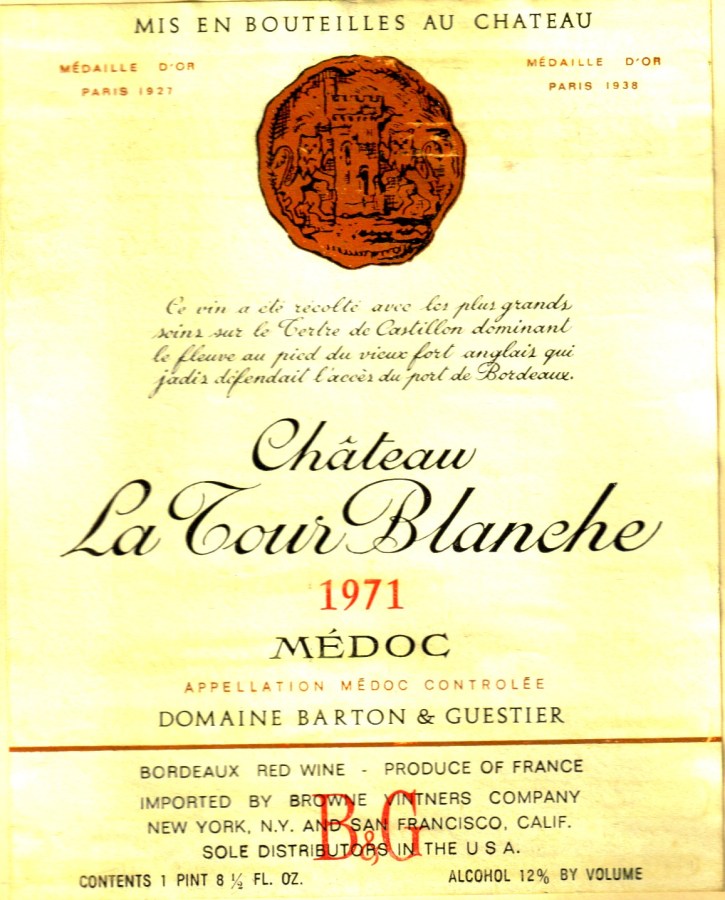 MIS EN BOUTEILLES AU CHATEAU
MÉDAILLE D'OR
PARIS 1927
MÉDAILLE D'OR
PARIS 1938
Ce vin a été récolté avec les plus grands
soins sur le Tertre de Castillon dominant
le fleuve au pied du vieux fort anglais qui
jadis défendait l'accès du port de Bordeaux.
Château
La Tour Blanche
1971
MÉDOC
APPELLATION MÉDOC CONTROLÉE
DOMAINE BARTON & GUESTIER
BORDEAUX RED WINE - PRODUCE OF FRANCE
IMPORTED BY BROWNE VINTNERS COMPANY
NEW YORK, N.Y. AND SAN FRANCISCO, CALIF.
B&G
SOLE DISTRIBUTORS IN THE U S A.
CONTENTS 1 PINT 8 ½ FL. OZ.
ALCOHOL 12% BY VOLUME